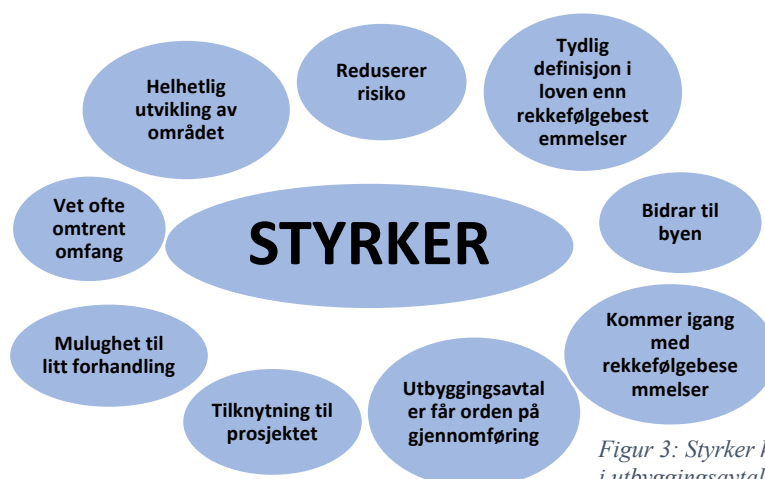 Helhetlig
utvikling av
området
Reduserer
risiko
Tydlig
definisjon i
loven enn
rekkefølgebest
emmelser
Vet ofte
omtrent
omfang
STYRKER
Bidrar til
byen
Mulughet til
litt forhandling
Tilknytning til
prosjektet
Utbyggingsavtal
er får orden på
gjennomføring
Kommer igang
med
rekkefølgebese
mmelser
Figur 3: Styrker
i utbyggingsavtal